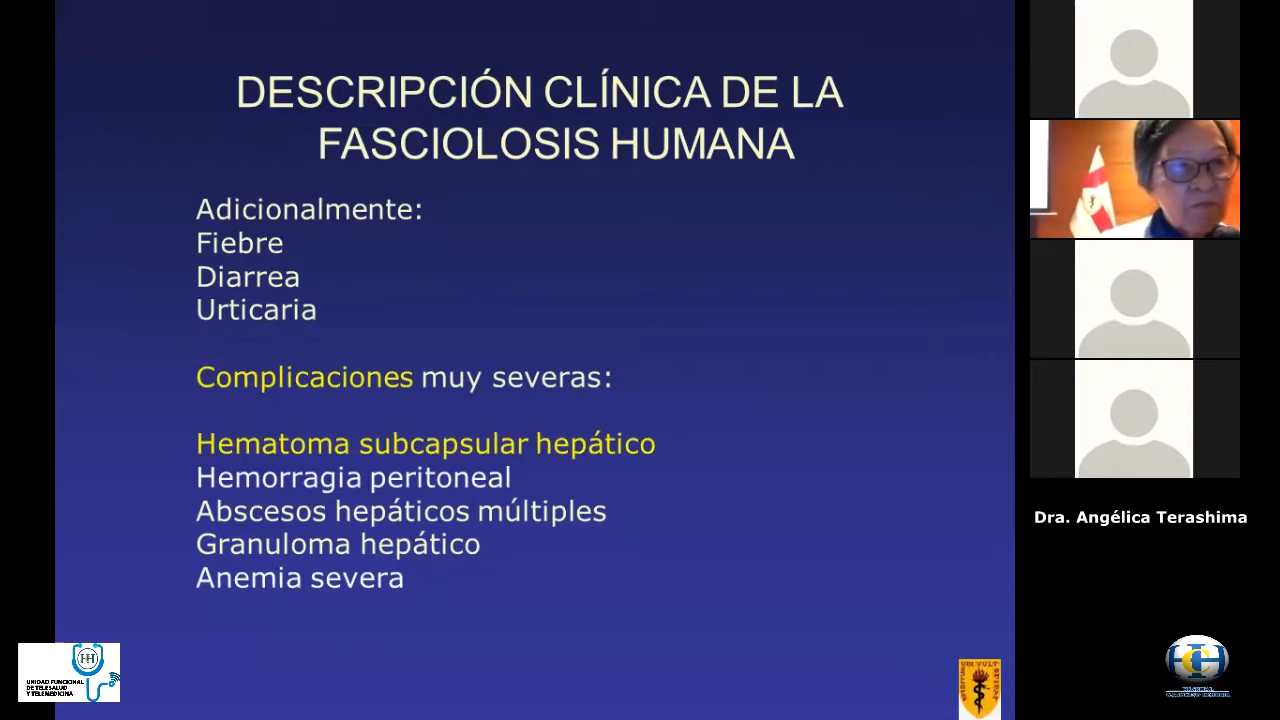 DESCRIPCIÓN CLÍNICA DE LA
FASCIOLOSIS HUMANA
Adicionalmente:
Fiebre
Diarrea
Urticaria
Complicaciones muy severas:
Hematoma subcapsular hepático
Hemorragia peritoneal
Abscesos hepáticos múltiples
Granuloma hepático
Anemia severa
Dra. Angélica Terashima
UNIDAD FUNCIONAL
DE TELESALUD
Y TELEMEDICINA